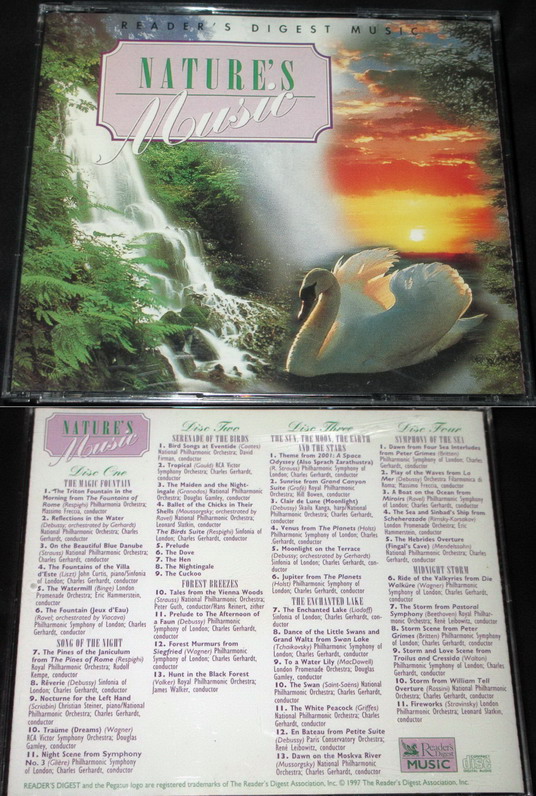 READER'S DIGEST MUSIC
NATURE'S
Music
NATURE'S
Music
Disc One
THE MAGIC FOUNTAIN
1. "The Triton Fountain in the
Morning from The Fountains of
Rome (Respighi) Philharmonic Orchestra;
Massimo Freccia, conductor
2. Reflections in the Water
(Debussy; orchestrated by Gerhardt)
National Philharmonic Orchestra;
Charles Gerhardt, conductor
3. On the Beautiful Blue Danube
(Strauss) National Philharmonic Orchestra;
Charles Gerhardt, conductor
4. The Fountains of the Villa
d'Este (Liszt) John Curtis, piano/Sinfonia
of London; Charles Gerhardt, conductor
5. The Watermill (Binge) London
Promenade Orchestra; Eric Hammerstein,
conductor
6. The Fountain (Jeux d'Eau)
(Ravel; orchestrated by Viacava)
Philharmonic Symphony of London;
Charles Gerhardt, conductor
SONG OF THE NIGHT
7. The Pines of the Janiculum
from The Pines of Rome (Respighi)
Royal Philharmonic Orchestra; Rudolf
Kempe, conductor
8. Rêverie (Debussy) Sinfonia of
London; Charles Gerhardt, conductor
9. Nocturne for the Left Hand
(Scriabin) Christian Steiner, piano/National
Philharmonic Orchestra; Charles Gerhardt,
conductor
10. Träume (Dreams) (Wagner)
RCA Victor Symphony Orchestra; Douglas
Gamley, conductor
11. Night Scene from Symphony
No. 3 (Glière) Philharmonic Symphony
of London; Charles Gerhardt, conductor
Disc Two
SERENADE OF THE BIRDS
1. Bird Songs at Eventide (Coates)
National Philharmonic Orchestra; David
Firman, conductor
2. Tropical (Gould) RCA Victor
Symphony Orchestra; Charles Gerhardt,
conductor
3. The Maiden and the Night-
ingale (Granados) National Philharmonic
Orchestra; Douglas Gamley, conductor
4. Ballet of the Chicks in Their
Shells (Mussorgsky; orchestrated by
Ravel) National Philharmonic Orchestra;
Leonard Slatkin, conductor
The Birds Suite (Respighi) Sinfonia of
London; Charles Gerhardt, conductor
5. Prelude
6. The Dove
7. The Hen
8. The Nightingale
9. The Cuckoo
FOREST BREEZES
10. Tales from the Vienna Woods
(Strauss) National Philharmonic Orchestra;
Peter Guth, conductor/Hans Reinert, zither
11. Prelude to The Afternoon of
a Faun (Debussy) Philharmonic Symphony
of London; Charles Gerhardt, conductor
12. Forest Murmurs from
Siegfried (Wagner) Philharmonic
Symphony of London; Charles Gerhardt,
conductor
13. Hunt in the Black Forest
(Volker) Royal Philharmonic Orchestra;
James Walker, conductor
Disc Three
THE SUN, THE MOON, THE EARTH
AND THE STARS
1. Theme from 2001: A Space
Odyssey (Also Sprach Zarathustra)
(R. Strauss) Philharmonic Symphony of
London; Charles Gerhardt, conductor
2. Sunrise from Grand Canyon
Suite (Grofé) Royal Philharmonic
Orchestra; Hill Bowen, conductor
3. Clair de Lune (Moonlight)
(Debussy) Skaila Kanga, harp/National
Philharmonic Orchestra; Charles Gerhardt,
conductor
4. Venus from The Planets (Holst)
Philharmonic Symphony of London;
Charles Gerhardt, conductor
5. Moonlight on the Terrace
(Debussy; orchestrated by Gerhardt)
Sinfonia of London; Charles Gerhardt,
conductor
6. Jupiter from The Planets
(Holst) Philharmonic Symphony of
London; Charles Gerhardt, conductor
THE ENCHANTED LAKE
7. The Enchanted Lake (Liadoff)
Sinfonia of London; Charles Gerhardt,
conductor
8. Dance of the Little Swans and
Grand Waltz from Swan Lake
(Tchaikovsky) Philharmonic Symphony
of London; Charles Gerhardt, conductor
9. To a Water Lily (MacDowell)
London Promenade Orchestra; Douglas
Gamley, conductor
10. The Swan (Saint-Saëns) National
Philharmonic Orchestra; Charles Gerhardt,
conductor
11. The White Peacock (Griffes)
National Philharmonic Orchestra; Charles
Gerhardt, conductor
12. En Bateau from Petite Suite
(Debussy) Paris Conservatory Orchestra;
René Leibowitz, conductor
13. Dawn on the Moskva River
(Mussorgsky) National Philharmonic
Orchestra; Charles Gerhardt, conductor
Disc Four
SYMPHONY OF THE SEA
1. Dawn from Four Sea Interludes
from Peter Grimes (Britten)
Philharmonic Symphony of London; Charles
Gerhardt, conductor
2. Play of the Waves from La
Mer (Debussy) Orchestra Filarmonica di
Roma; Massimo Freccia, conductor
3. A Boat on the Ocean from
Miroirs (Ravel) Philharmonic Symphony of
London; Charles Gerhardt, conductor
4. The Sea and Sinbad's Ship from
Scheherazade (Rimsky-Korsakov)
London Promenade Orchestra; Eric
Hammerstein, conductor
5. The Hebrides Overture
(Fingal's Cave) (Mendelssohn)
National Philharmonic Orchestra; Charles
Gerhardt, conductor
MIDNIGHT STORM
6. Ride of the Valkyries from Die
Walküre (Wagner) Philharmonic
Symphony of London; Charles Gerhardt,
conductor
7. The Storm from Pastoral
Symphony (Beethoven) Royal Philhar-
monic; René Leibowitz, conductor
8. Storm Scene from Peter
Grimes (Britten) Philharmonic Symphony
of London; Charles Gerhardt, conductor
9. Storm and Love Scene from
Troilus and Cressida (Walton)
Philharmonic Symphony of London; Charles
Gerhardt, conductor
10. Storm from William Tell
Overture (Rossini) National Philharmonic
Orchestra; Charles Gerhardt, conductor
11. Fireworks (Stravinsky) London
Philharmonic Orchestra; Leonard Slatkin,
conductor
Reader's
Digest
MUSIC
COMPACT
disc
DIGITAL AUDIO
READER'S DIGEST and the Pegasus logo are registered trademarks of The Reader's Digest Association, Inc. © 1997 The Reader's Digest Association, Inc.